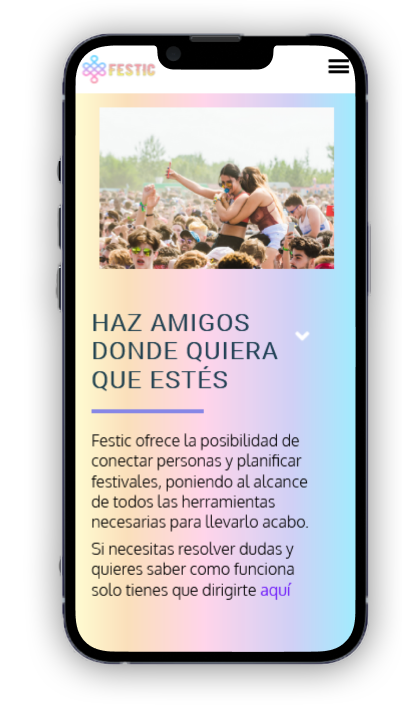 FESTIC
HAZ AMIGOS
DONDE QUIERA
QUE ESTÉS
Festic ofrece la posibilidad de
conectar personas y planificar
festivales, poniendo al alcance
de todos las herramientas
necesarias para llevarlo acabo.
Si necesitas resolver dudas y
quieres saber como funciona
solo tienes que dirigirte aquí